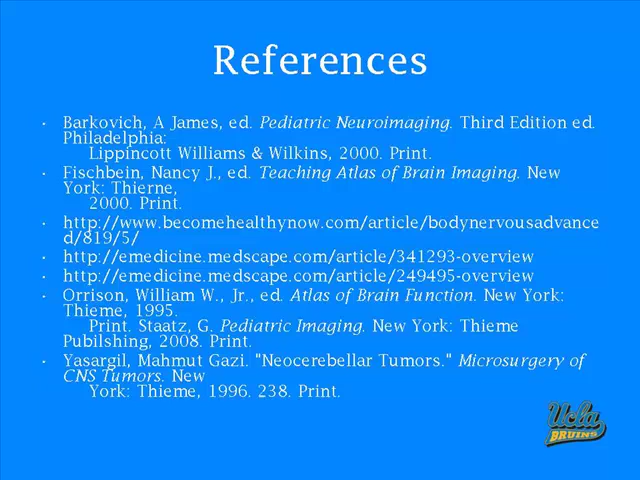 References
• Barkovich, A James, ed. Pediatric Neuroimaging. Third Edition ed.
Philadelphia:
Lippincott Williams & Wilkins, 2000. Print.
• Fischbein, Nancy J., ed. Teaching Atlas of Brain Imaging. New
York: Thierne,
2000. Print.
• http://www.becomehealthynow.com/article/bodynervousadvance
d/819/5/
• http://emedicine.medscape.com/article/341293-overview
• http://emedicine.medscape.com/article/249495-overview
• Orrison, William W., Jr., ed. Atlas of Brain Function. New York:
Thieme, 1995.
Print. Staatz, G. Pediatric Imaging. New York: Thieme
Pubilshing, 2008. Print.
• Yasargil, Mahmut Gazi. "Neocerebellar Tumors." Microsurgery of
CNS Tumors. New
York: Thieme, 1996. 238. Print.
Ucla
BRUINS